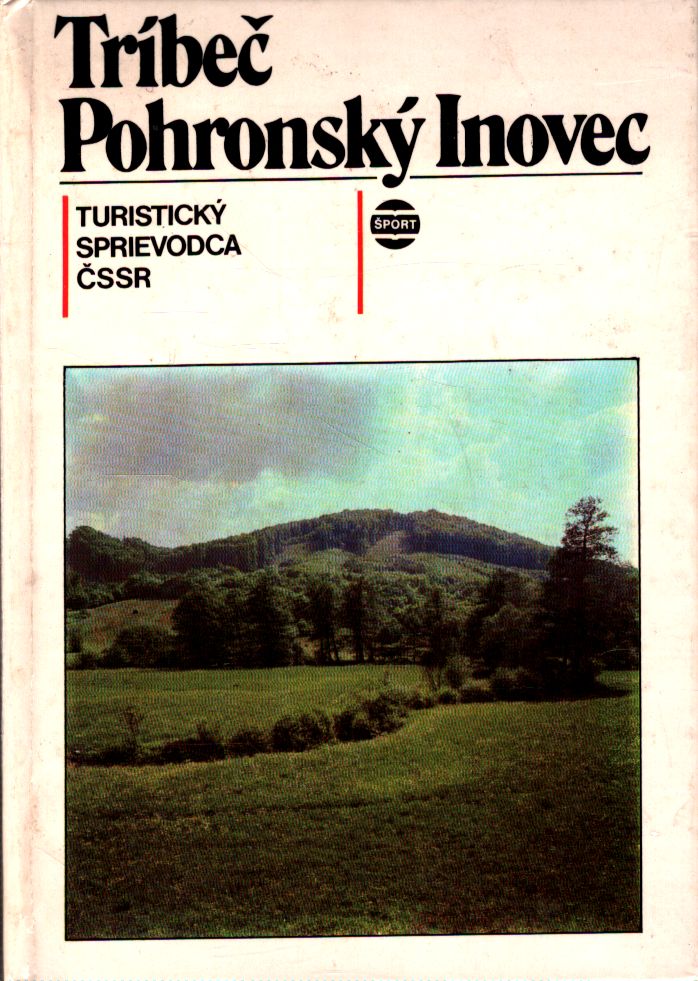 Tríbeč
Pohronský Inovec
TURISTICKÝ
SPRIEVODCA
ČSSR
ŠPORT